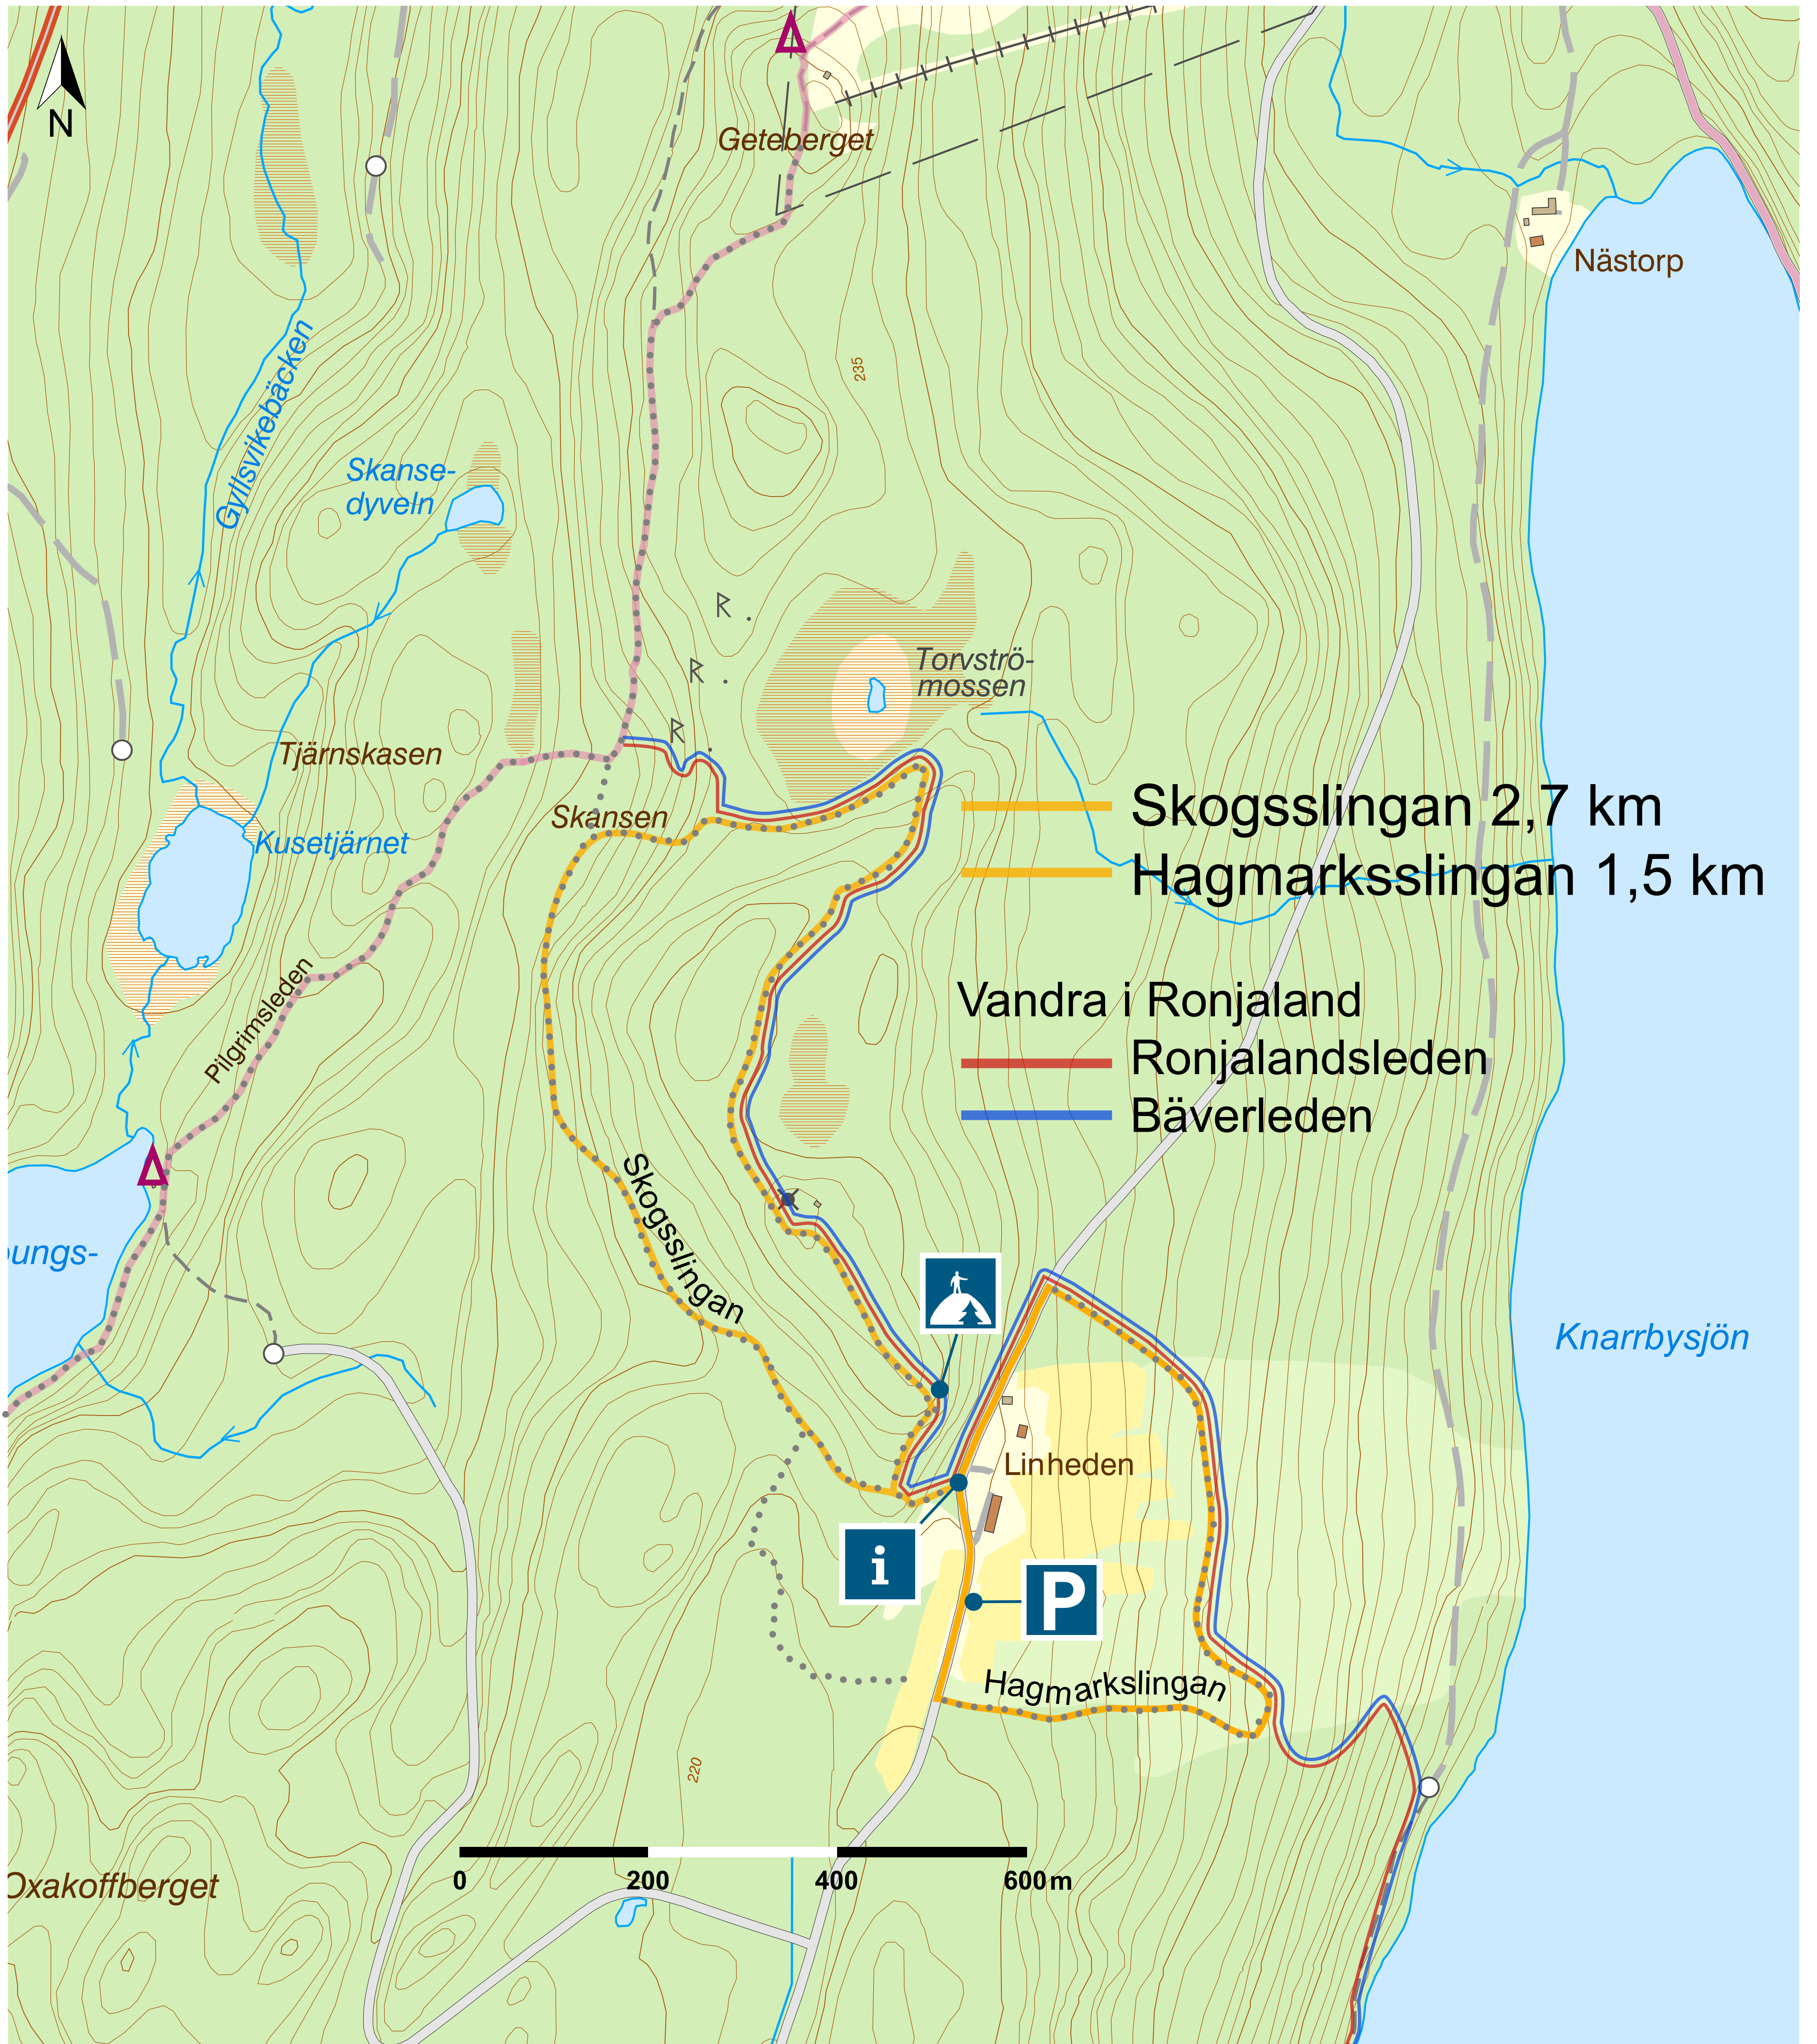 N
Geteberget
Nästorp
235
Gyllsvikebäcken
Skanse-
dyveln
R
R
R
Torvströ-
mossen
Tjärnskasen
Skansen
Kusetjärnet
Skogsslingan 2,7 km
Hagmarksslingan 1,5 km
Pilgrimsleden
Vandra i Ronjaland
Ronjalandsleden
Bäverleden
Skogsslingan
ungs-
Knarrbysjön
Linheden
i
P
Hagmarkslingan
220
0 200 400 600 m
Oxakoffberget